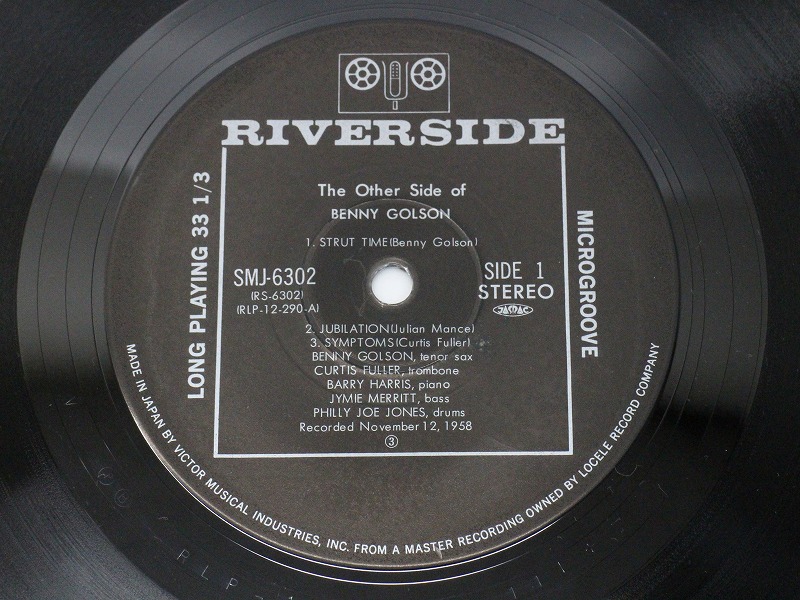 RIVERSIDE
The Other Side of
BENNY GOLSON
1. STRUT TIME(Benny Golson)
SMJ-6302
(RS-6302)
(RLP-12-290-A)
SIDE 1
STEREO
JASRAC
2. JUBILATION(Julian Mance)
3. SYMPTOMS(Curtis Fuller)
BENNY GOLSON, tenor sax
CURTIS FULLER, trombone
BARRY HARRIS, piano
JYMIE MERRITT, bass
PHILLY JOE JONES, drums
Recorded November 12, 1958
③
LONG PLAYING 33 1/3
MICROGROOVE
MADE IN JAPAN BY VICTOR MUSICAL INDUSTRIES, INC. FROM A MASTER RECORDING OWNED BY LOCELE RECORD COMPANY
RLP-